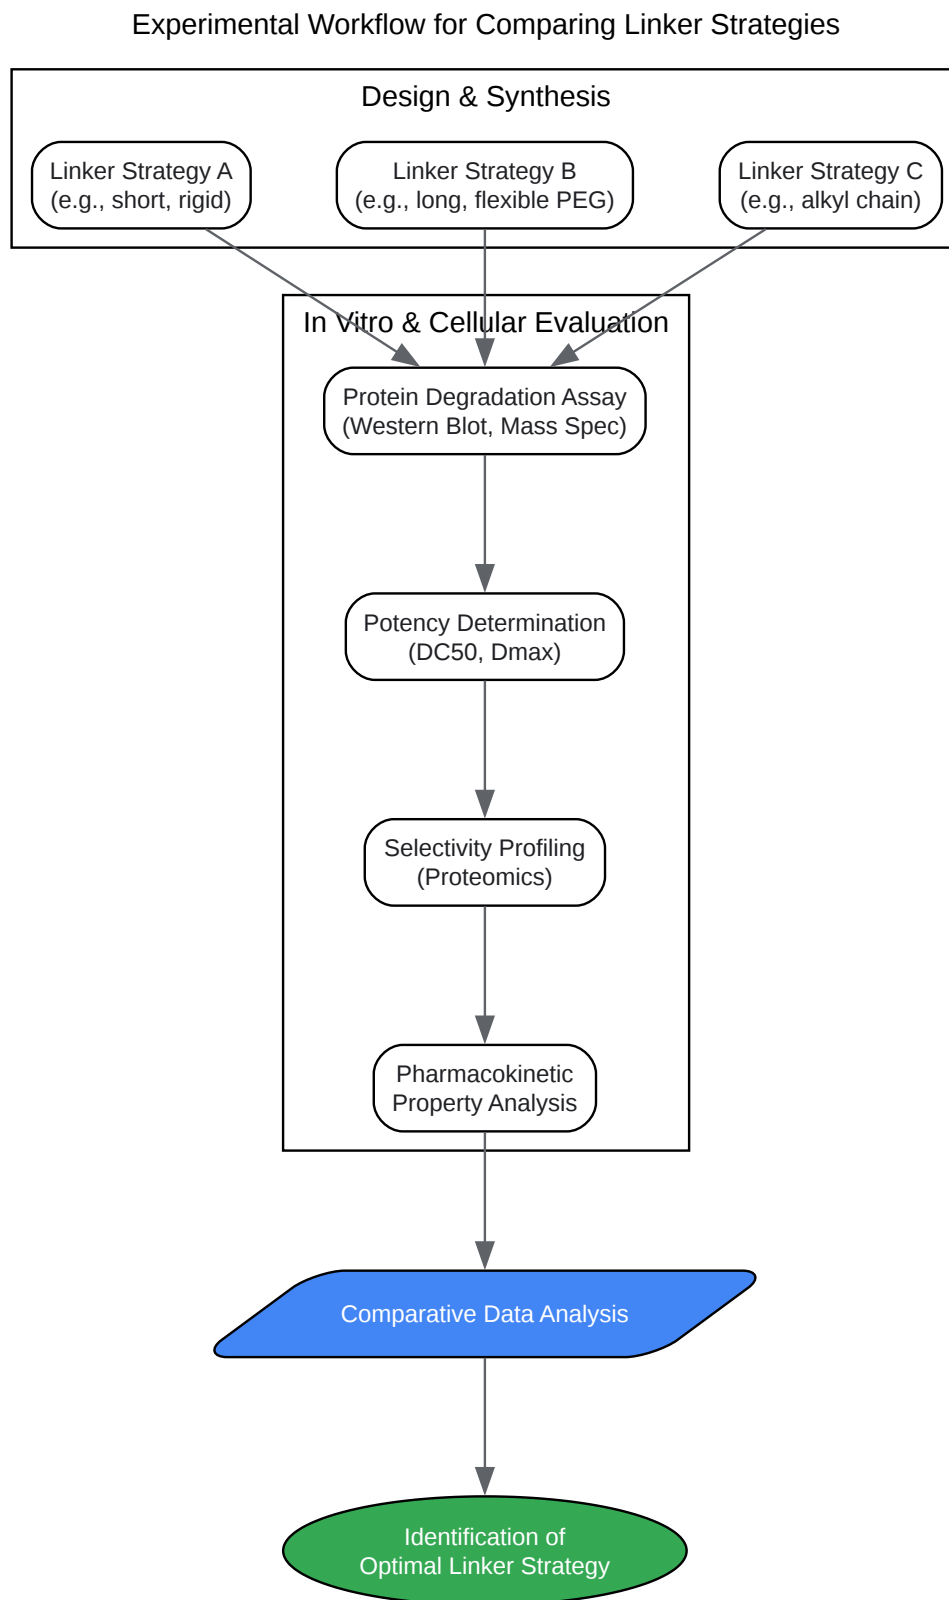 Experimental Workflow for Comparing Linker Strategies
Design & Synthesis
Linker Strategy A
(e.g., short, rigid)
Linker Strategy B
(e.g., long, flexible PEG)
Linker Strategy C
(e.g., alkyl chain)
In Vitro & Cellular Evaluation
Protein Degradation Assay
(Western Blot, Mass Spec)
Potency Determination
(DC50, Dmax)
Selectivity Profiling
(Proteomics)
Pharmacokinetic
Property Analysis
Comparative Data Analysis
Identification of
Optimal Linker Strategy